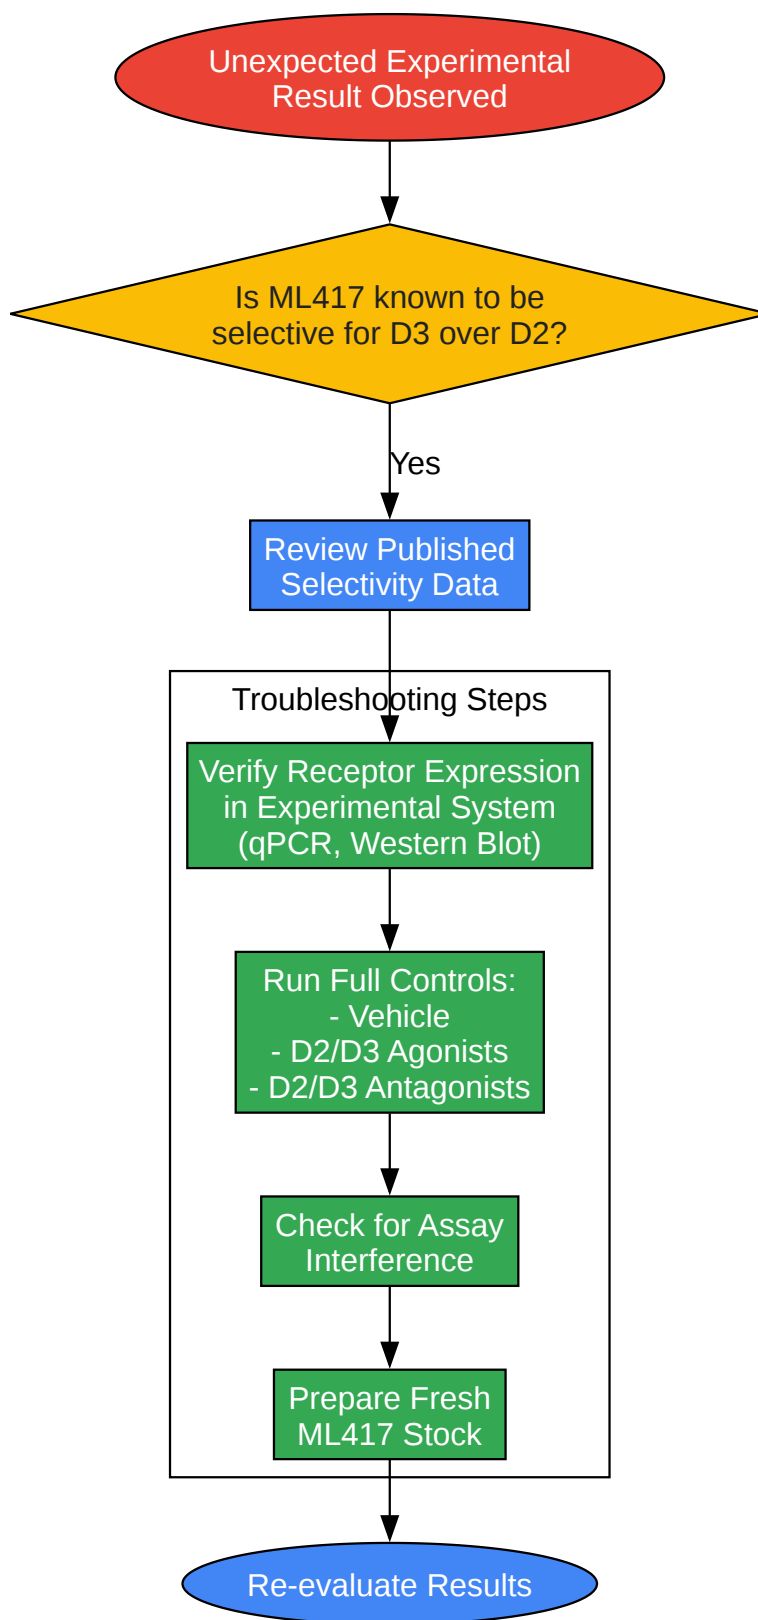 Unexpected Experimental
Result Observed
Is ML417 known to be
selective for D3 over D2?
Yes
Review Published
Selectivity Data
Troubleshooting Steps
Verify Receptor Expression
in Experimental System
(qPCR, Western Blot)
Run Full Controls:
- Vehicle
- D2/D3 Agonists
- D2/D3 Antagonists
Check for Assay
Interference
Prepare Fresh
ML417 Stock
Re-evaluate Results